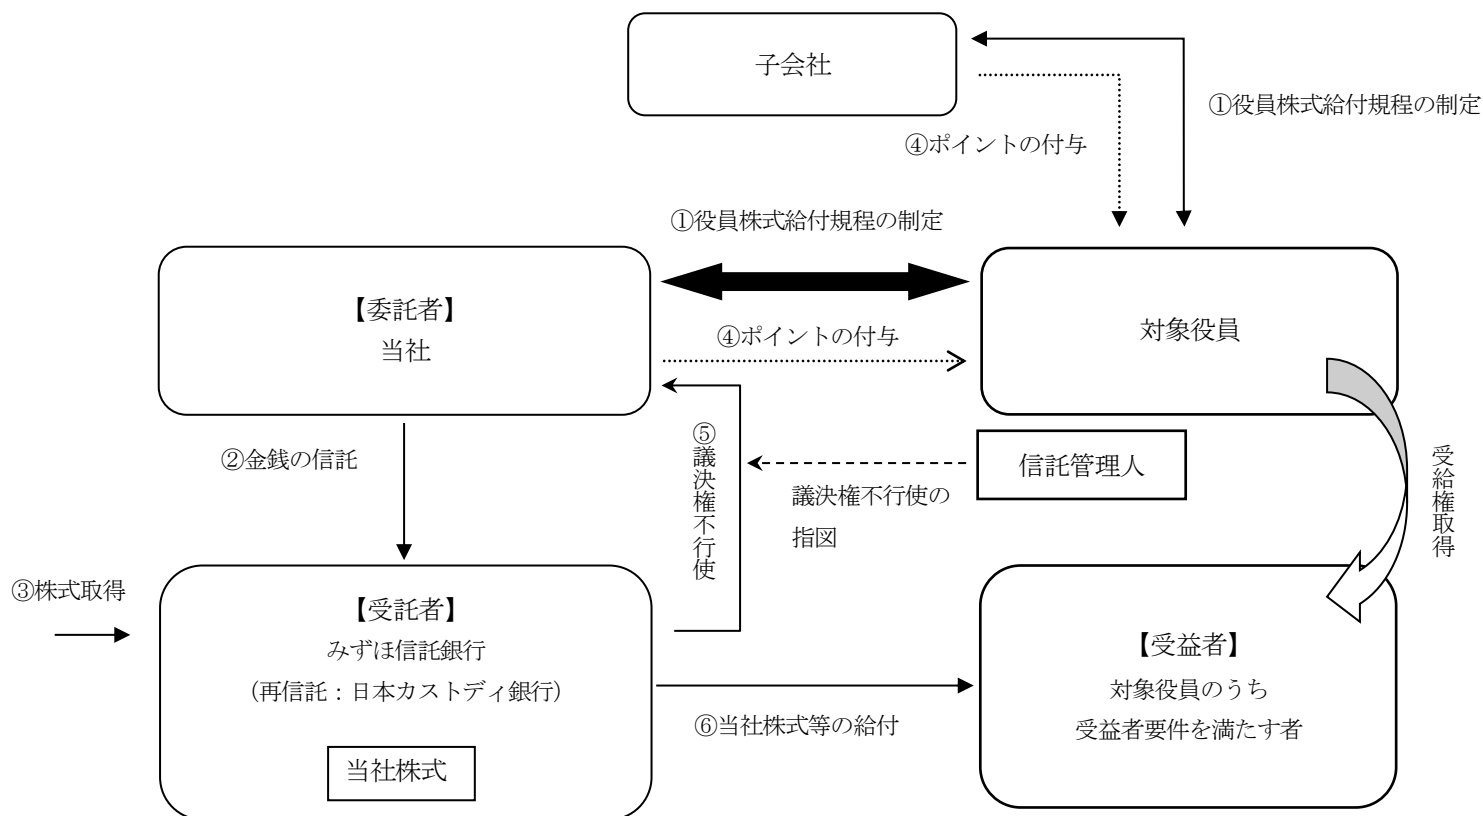 子会社
①役員株式給付規程の制定
④ポイントの付与
①役員株式給付規程の制定
【委託者】
当社
④ポイントの付与
対象役員
②金銭の信託
⑤議決権不行使
信託管理人
議決権不行使の
指図
受給権取得
③株式取得
【受託者】
みずほ信託銀行
（再信託：日本カストディ銀行）
当社株式
⑥当社株式等の給付
【受益者】
対象役員のうち
受益者要件を満たす者